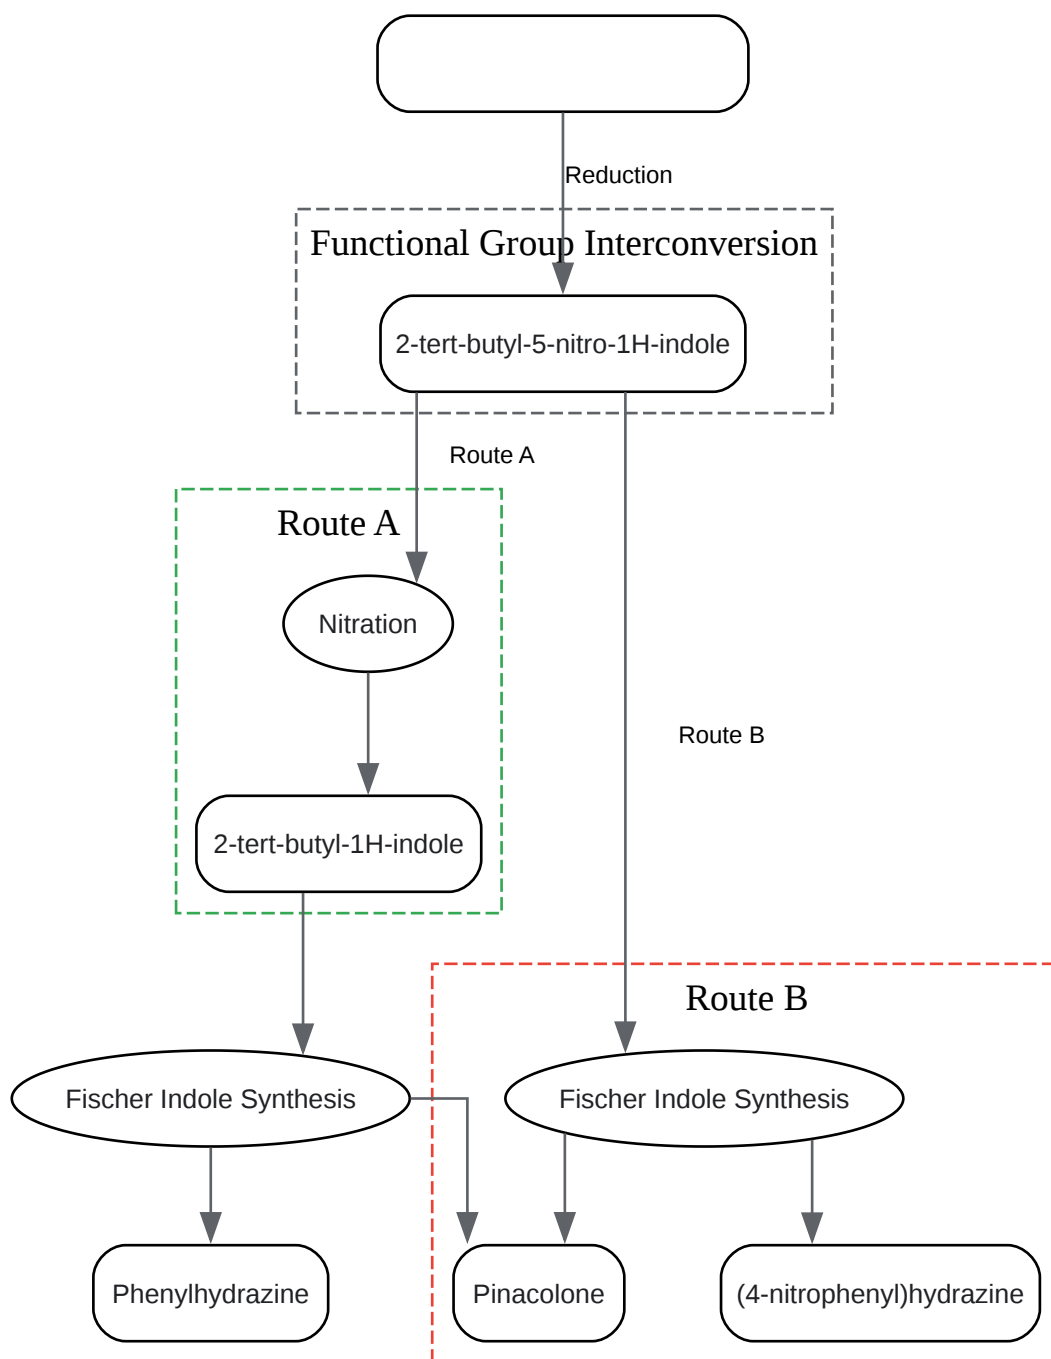 Reduction
Functional Group Interconversion
2-tert-butyl-5-nitro-1H-indole
Route A
Route A
Nitration
Route B
2-tert-butyl-1H-indole
Route B
Fischer Indole Synthesis
Fischer Indole Synthesis
Phenylhydrazine
Pinacolone
(4-nitrophenyl)hydrazine